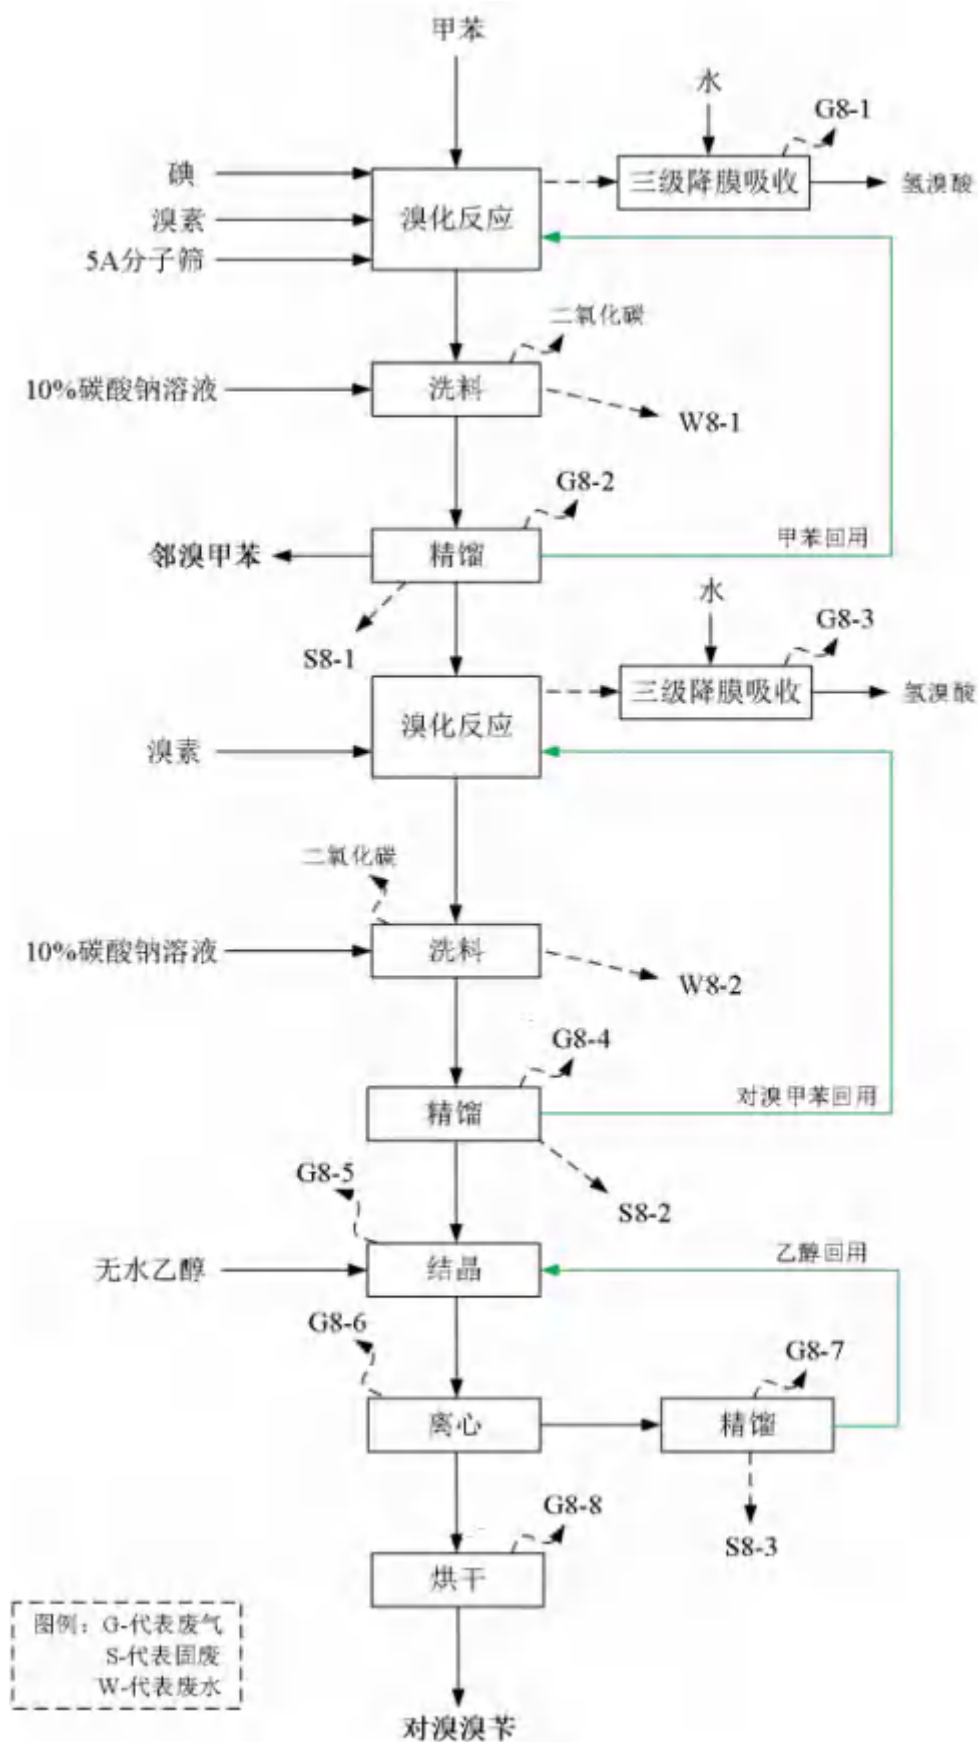 甲苯
水
G8-1
碘
三级降膜吸收
氢溴酸
溴素
溴化反应
5A分子筛
二氧化碳
10%碳酸钠溶液
洗料
W8-1
G8-2
邻溴甲苯
精馏
甲苯回用
水
G8-3
S8-1
三级降膜吸收
氢溴酸
溴化反应
溴素
二氧化碳
10%碳酸钠溶液
洗料
W8-2
G8-4
精馏
对溴甲苯回用
G8-5
S8-2
无水乙醇
结晶
乙醇回用
G8-6
G8-7
离心
精馏
G8-8
S8-3
烘干
图例：G-代表废气
S-代表固废
W-代表废水
对溴溴苄